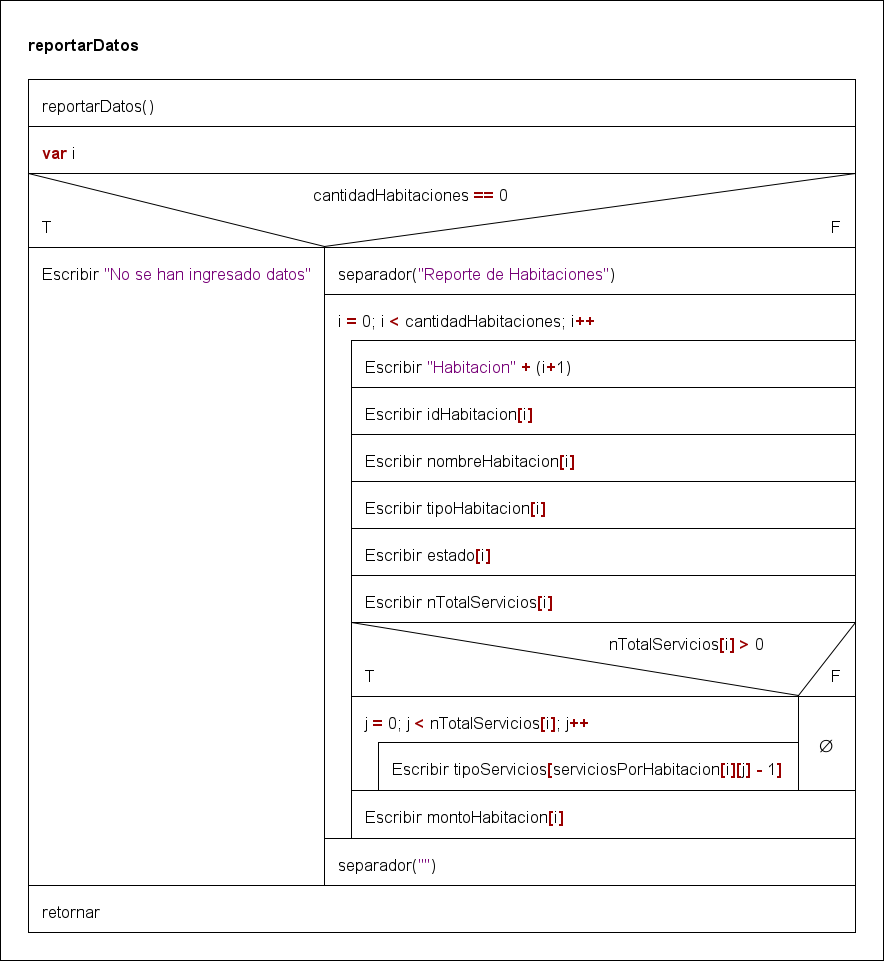 reportarDatos
reportarDatos()
var i
cantidadHabitaciones == 0
T
F
Escribir "No se han ingresado datos"
separador("Reporte de Habitaciones")
i = 0; i < cantidadHabitaciones; i++
Escribir "Habitacion" + (i+1)
Escribir idHabitacion[i]
Escribir nombreHabitacion[i]
Escribir tipoHabitacion[i]
Escribir estado[i]
Escribir nTotalServicios[i]
nTotalServicios[i] > 0
T
F
j = 0; j < nTotalServicios[i]; j++
Escribir tipoServicios[serviciosPorHabitacion[i][j] - 1]
∅
Escribir montoHabitacion[i]
separador("")
retornar